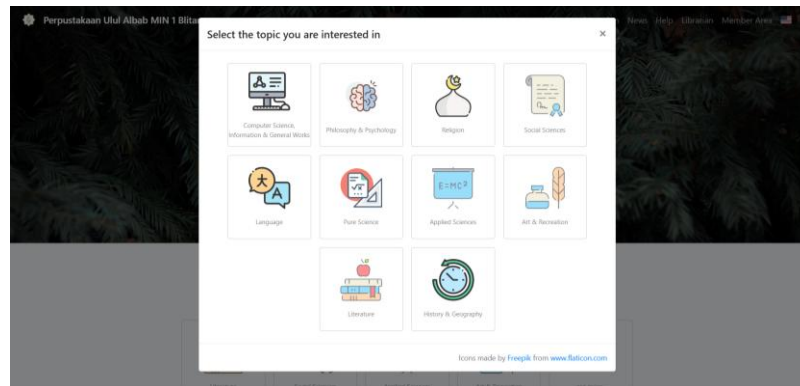 Perpustakaan Ulul Albab MIN 1 Blitar
News Help Librarian Member Area
Select the topic you are interested in
×
Computer Science,
Information & General Works
Philosophy & Psychology
Religion
Social Sciences
Language
Pure Science
E=MC²
Applied Sciences
Art & Recreation
Literature
History & Geography
Icons made by Freepik from www.flaticon.com